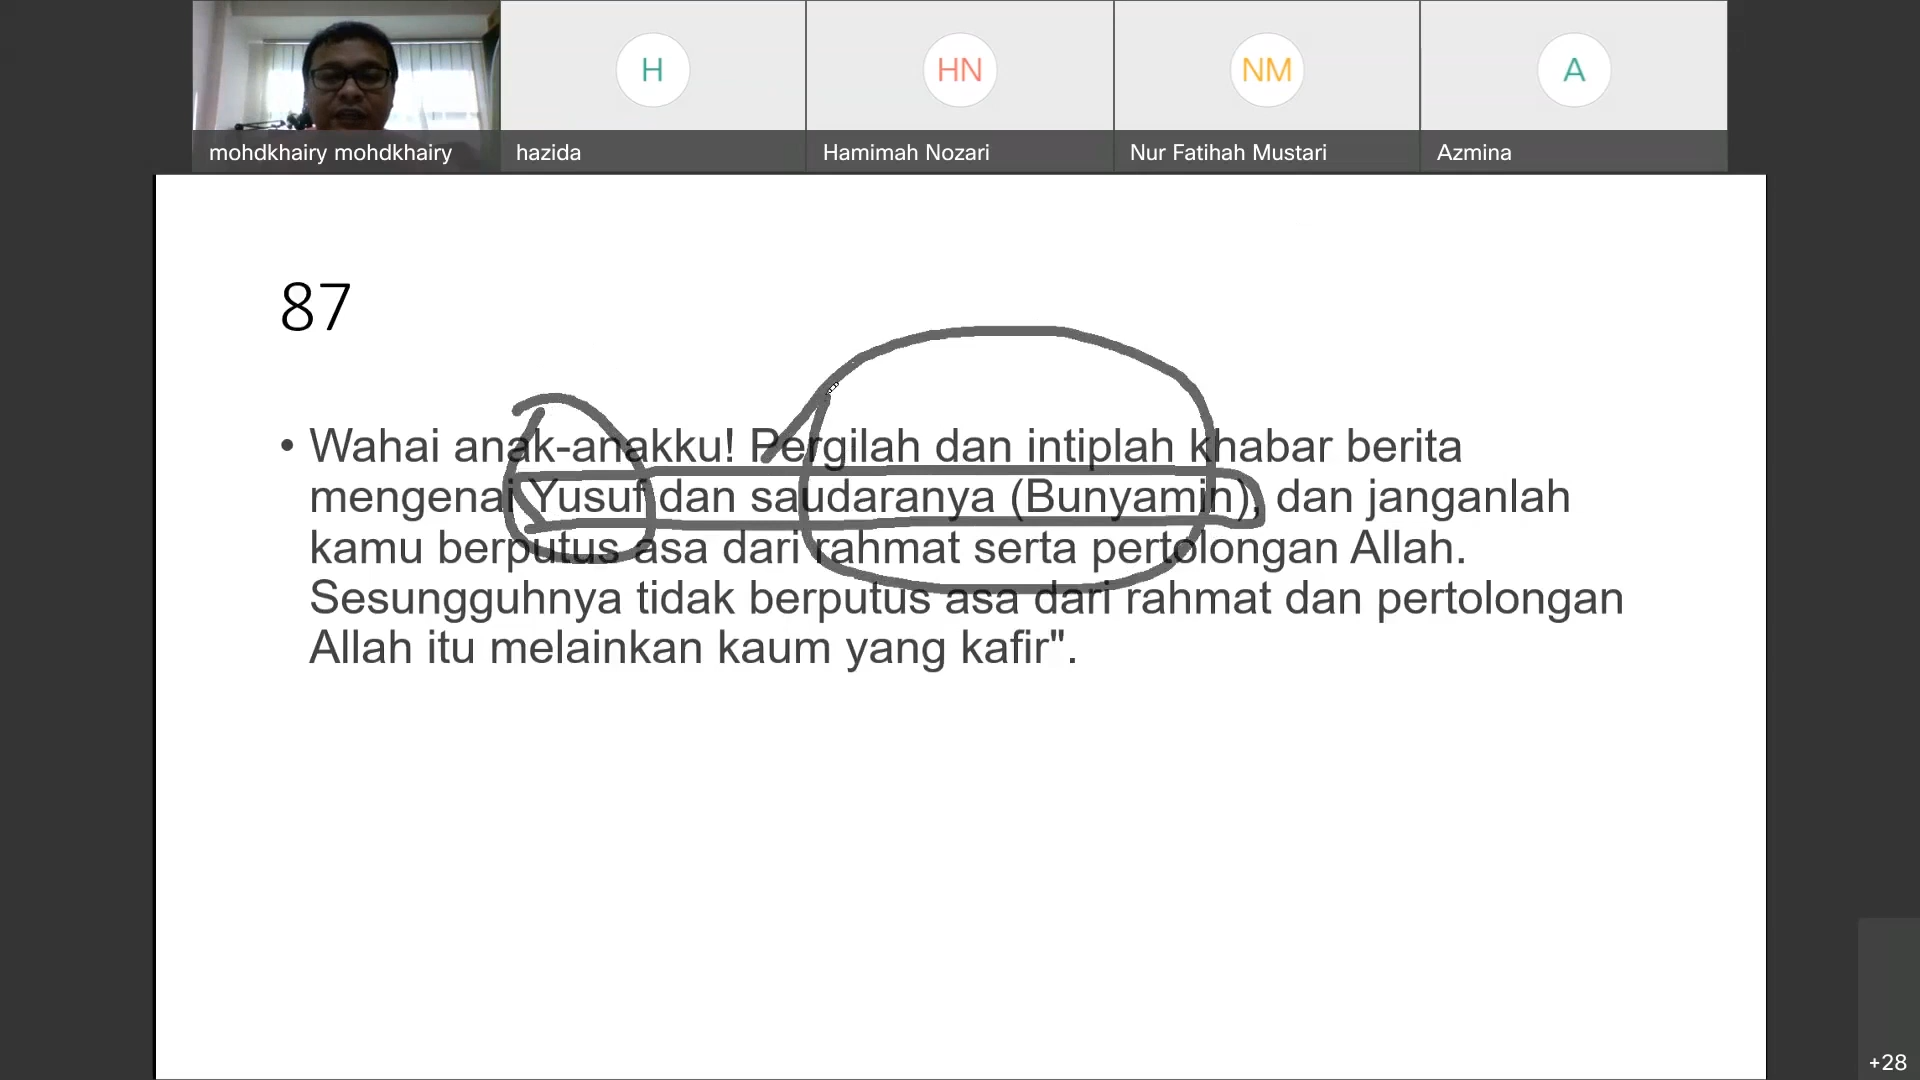 H
HN
NM
A
mohdkhairy mohdkhairy
hazida
Hamimah Nozari
Nur Fatihah Mustari
Azmina
87
• Wahai anak-anakku! Pergilah dan intiplah khabar berita
mengenai Yusuf dan saudaranya (Bunyamin), dan janganlah
kamu berputus asa dari rahmat serta pertolongan Allah.
Sesungguhnya tidak berputus asa dari rahmat dan pertolongan
Allah itu melainkan kaum yang kafir".
+28